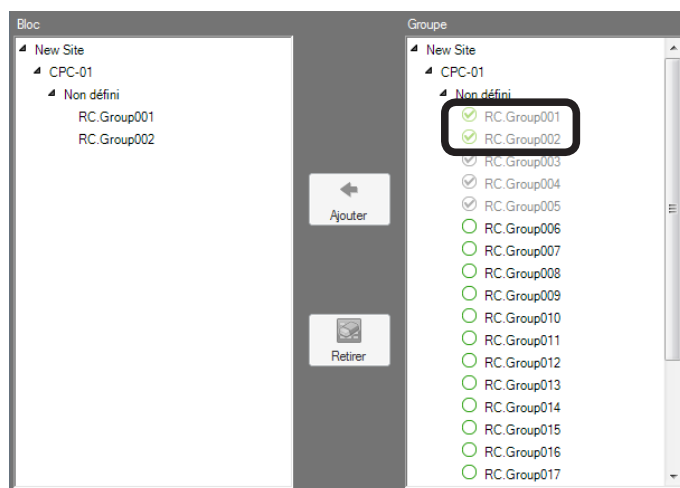 Bloc
New Site
CPC-01
Non défini
RC.Group001
RC.Group002
Ajouter
Retirer
Groupe
New Site
CPC-01
Non défini
RC.Group001
RC.Group002
RC.Group003
RC.Group004
RC.Group005
RC.Group006
RC.Group007
RC.Group008
RC.Group009
RC.Group010
RC.Group011
RC.Group012
RC.Group013
RC.Group014
RC.Group015
RC.Group016
RC.Group017